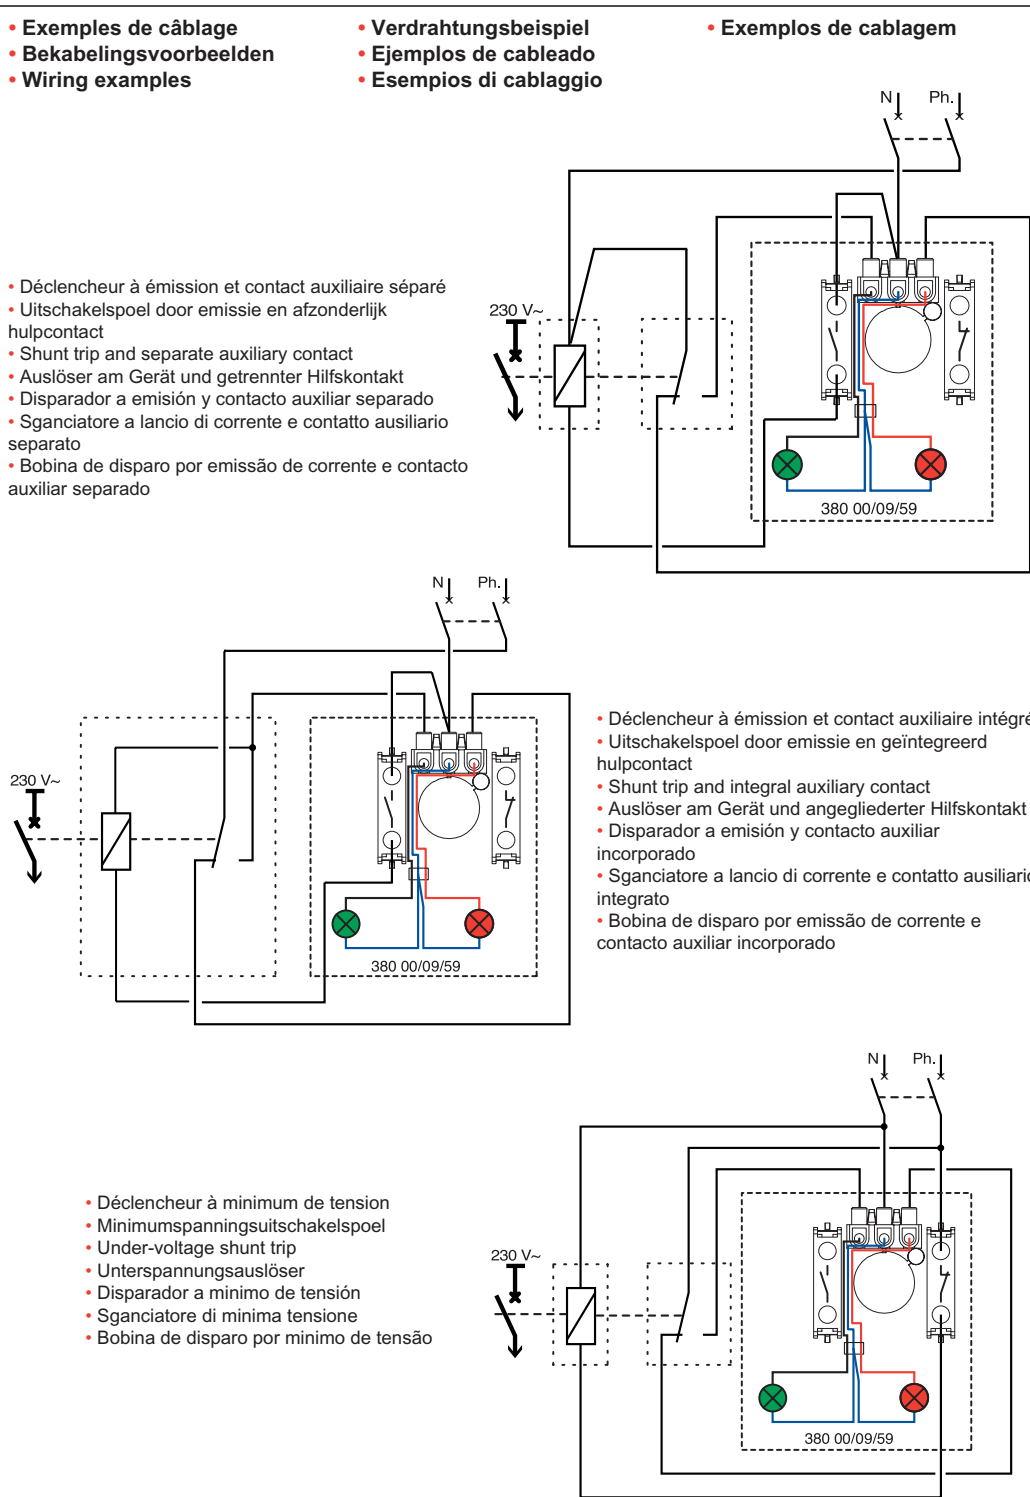 • Exemples de câblage
• Bekabelingsvoorbeelden
• Wiring examples
• Verdrahtungsbeispiel
• Ejemplos de cableado
• Esempios di cablaggio
• Exemplos de cablagem
N Ph.
• Déclencheur à émission et contact auxiliaire séparé
• Uitschakelspoel door emissie en afzonderlijk
hulpcontact
• Shunt trip and separate auxiliary contact
• Auslöser am Gerät und getrennter Hilfskontakt
• Disparador a emisión y contacto auxiliar separado
• Sganciatore a lancio di corrente e contatto ausiliario
separato
• Bobina de disparo por emissão de corrente e contacto
auxiliar separado
230 V~
380 00/09/59
N Ph.
230 V~
380 00/09/59
• Déclencheur à émission et contact auxiliaire intégré
• Uitschakelspoel door emissie en geïntegreerd
hulpcontact
• Shunt trip and integral auxiliary contact
• Auslöser am Gerät und angegliederter Hilfskontakt
• Disparador a emisión y contacto auxiliar
incorporado
• Sganciatore a lancio di corrente e contatto ausiliario
integrato
• Bobina de disparo por emissão de corrente e
contacto auxiliar incorporado
N Ph.
• Déclencheur à minimum de tension
• Minimumspanningsuitschakelspoel
• Under-voltage shunt trip
• Unterspannungsauslöser
• Disparador a minimo de tensión
• Sganciatore di minima tensione
• Bobina de disparo por minimo de tensão
230 V~
380 00/09/59